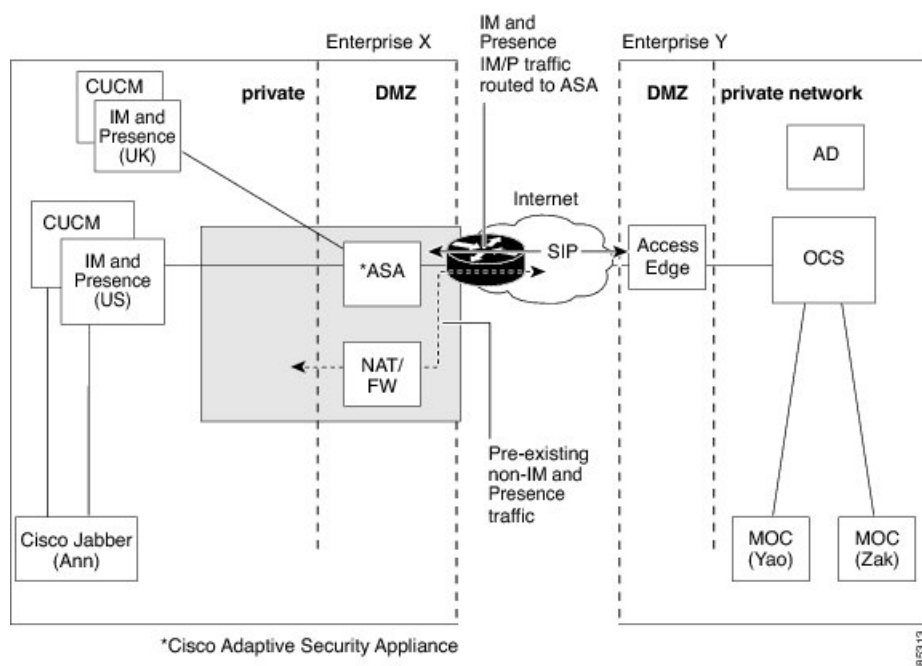 Enterprise X
IM and
Presence
IM/P traffic
routed to ASA
Enterprise Y
CUCM
IM and
Presence
(UK)
private
DMZ
DMZ
private network
AD
CUCM
IM and
Presence
(US)
*ASA
Internet
SIP
Access
Edge
OCS
NAT/
FW
Pre-existing
non-IM and
Presence
traffic
Cisco Jabber
(Ann)
MOC
(Yao)
MOC
(Zak)
*Cisco Adaptive Security Appliance